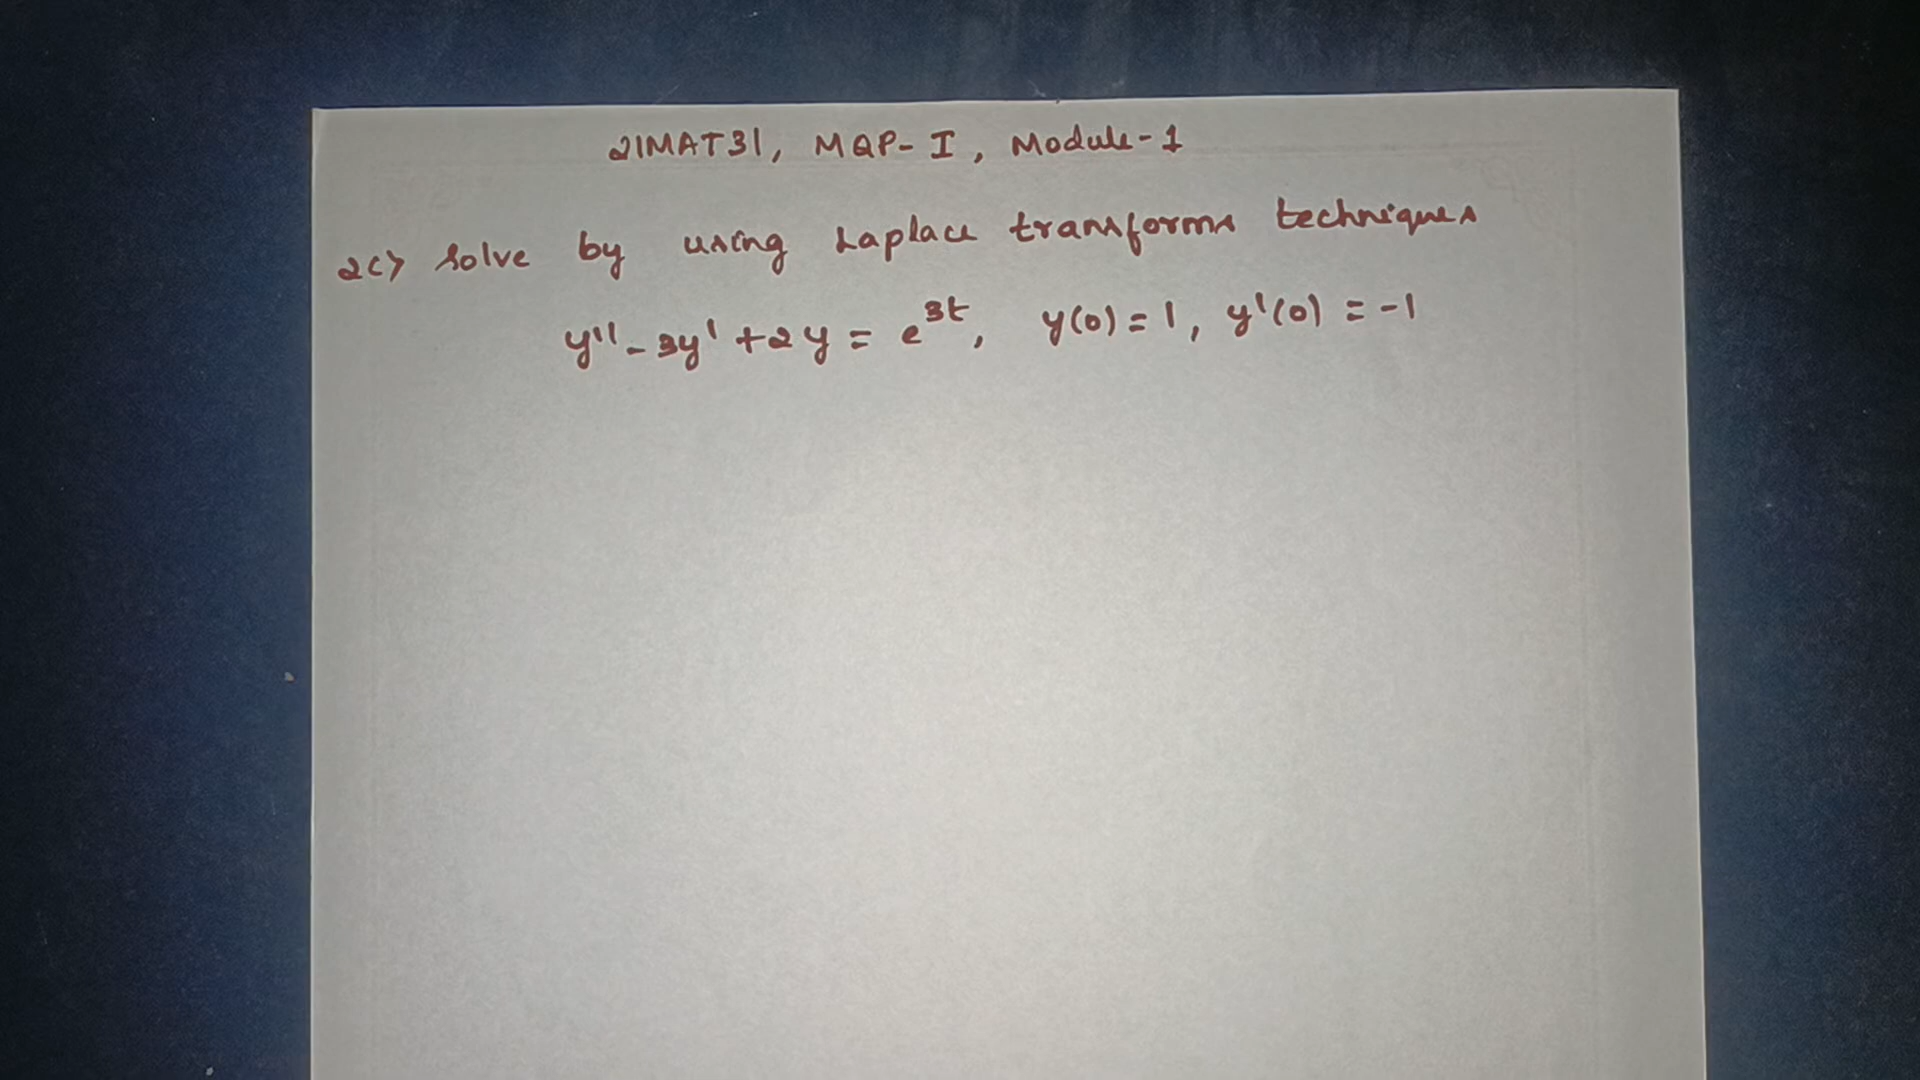 21MAT31, MQP-I, Module-1
2c> Solve by using Laplace transforms techniques
y'' - 3y' + 2y = e^{3t}, y(0) = 1, y'(0) = -1